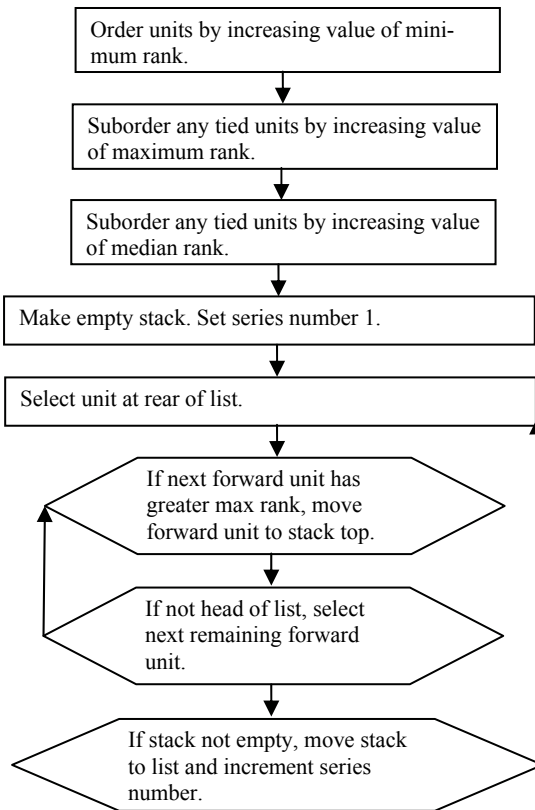 Order units by increasing value of mini-
mum rank.
Suborder any tied units by increasing value
of maximum rank.
Suborder any tied units by increasing value
of median rank.
Make empty stack. Set series number 1.
Select unit at rear of list.
If next forward unit has
greater max rank, move
forward unit to stack top.
If not head of list, select
next remaining forward
unit.
If stack not empty, move stack
to list and increment series
number.